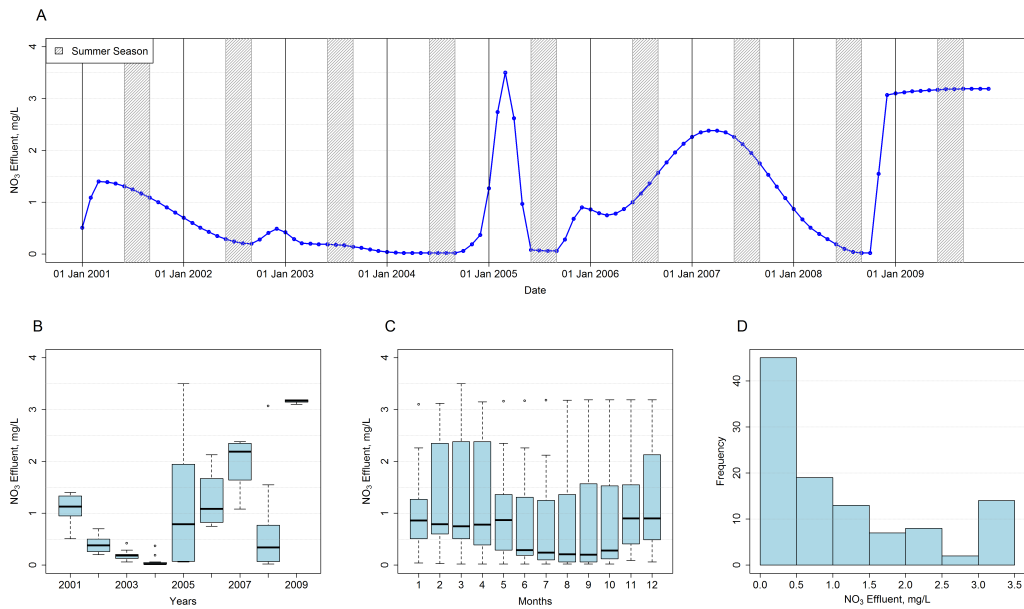 A
Summer Season
NO3 Effluent, mg/L
4
3
2
1
0
01 Jan 2001
01 Jan 2002
01 Jan 2003
01 Jan 2004
01 Jan 2005
01 Jan 2006
01 Jan 2007
01 Jan 2008
01 Jan 2009
Date
B
NO3 Effluent, mg/L
4
3
2
1
0
2001 2003 2005 2007 2009
Years
C
NO3 Effluent, mg/L
4
3
2
1
0
1 2 3 4 5 6 7 8 9 10 11 12
Months
D
Frequency
40
30
20
10
0
0.0 0.5 1.0 1.5 2.0 2.5 3.0 3.5
NO3 Effluent, mg/L